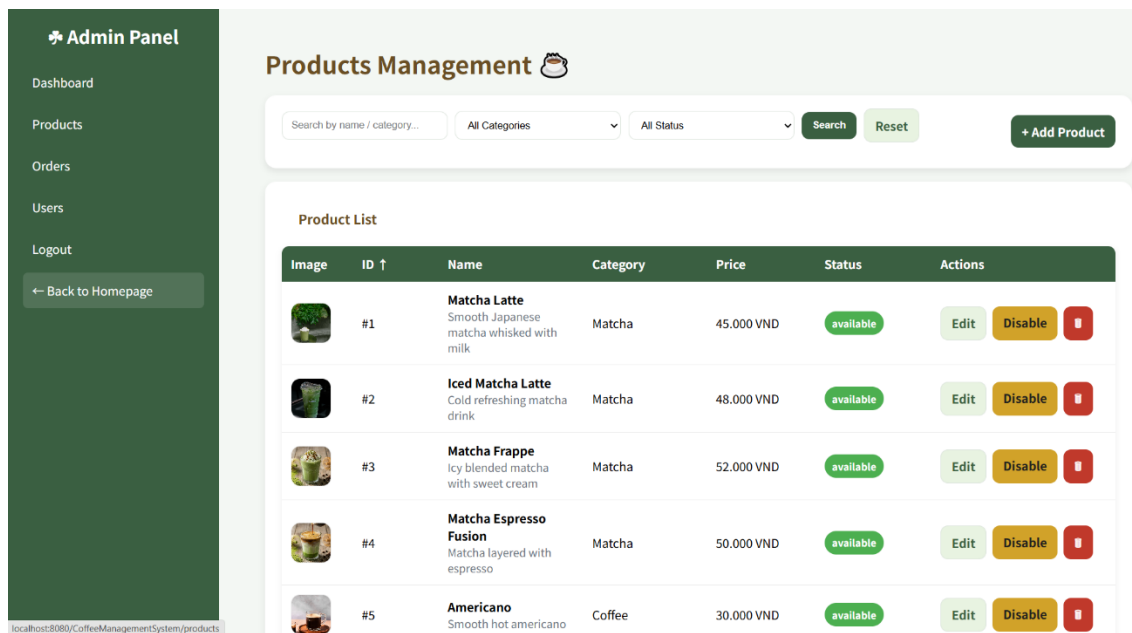 ☘ Admin Panel
Dashboard
Products
Orders
Users
Logout
← Back to Homepage
localhost:8080/CoffeeManagementSystem/products
Products Management
Search by name / category... All Categories All Status Search Reset + Add Product
Product List
Image ID ↑ Name Category Price Status Actions
Matcha Latte
Smooth Japanese
#1 matcha whisked with Matcha 45.000 VND available Edit Disable
milk
Iced Matcha Latte
#2 Cold refreshing matcha Matcha 48.000 VND available Edit Disable
drink
Matcha Frappe
#3 Icy blended matcha Matcha 52.000 VND available Edit Disable
with sweet cream
Matcha Espresso
Fusion
#4 Matcha layered with Matcha 50.000 VND available Edit Disable
espresso
Americano
#5 Smooth hot americano Coffee 30.000 VND available Edit Disable